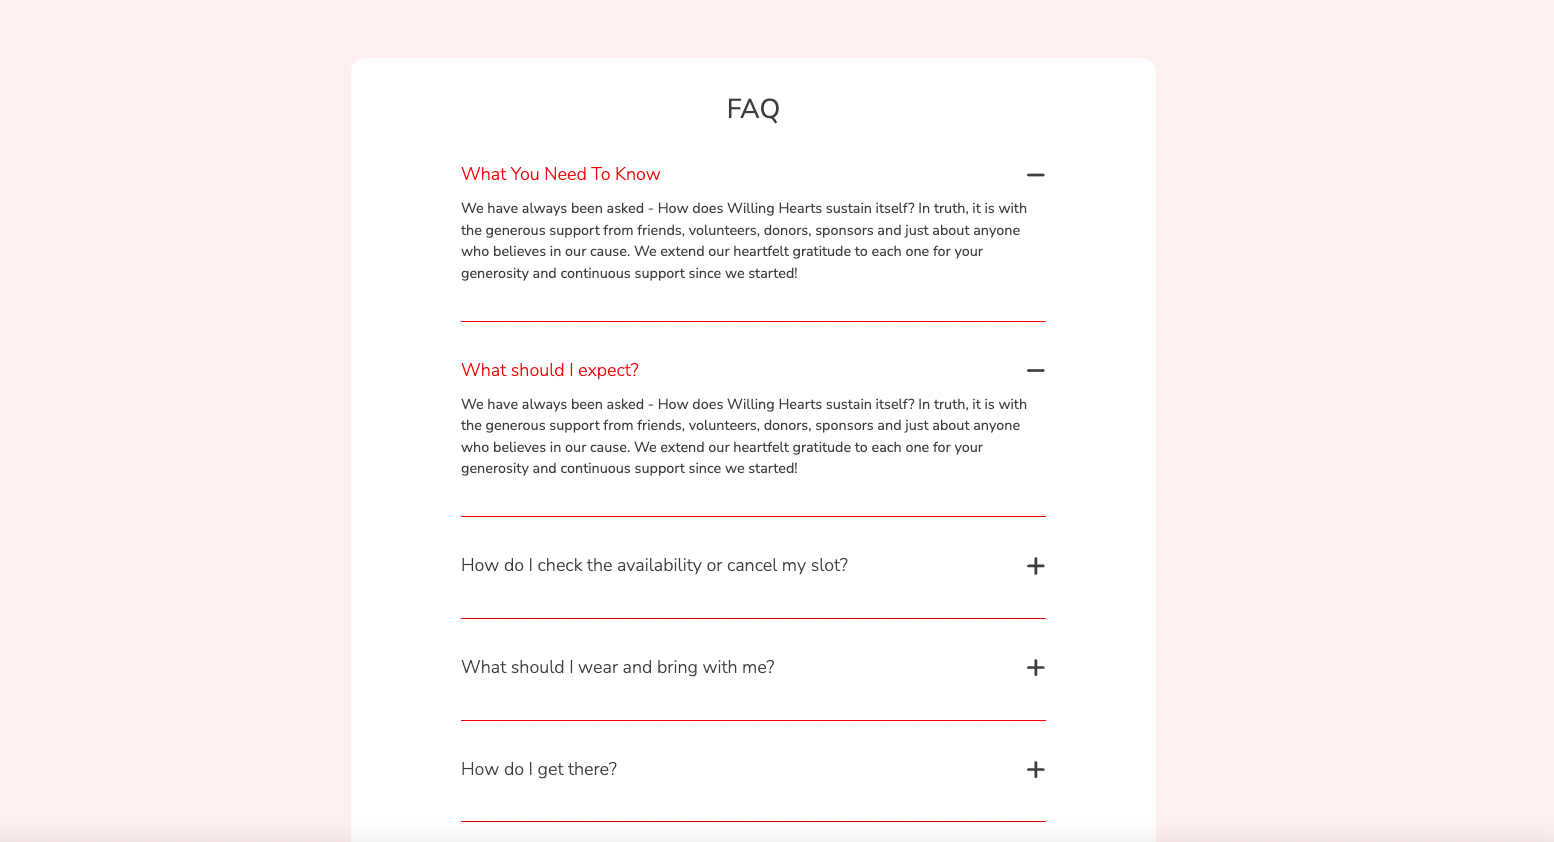 FAQ
What You Need To Know
We have always been asked - How does Willing Hearts sustain itself? In truth, it is with
the generous support from friends, volunteers, donors, sponsors and just about anyone
who believes in our cause. We extend our heartfelt gratitude to each one for your
generosity and continuous support since we started!
What should I expect?
We have always been asked - How does Willing Hearts sustain itself? In truth, it is with
the generous support from friends, volunteers, donors, sponsors and just about anyone
who believes in our cause. We extend our heartfelt gratitude to each one for your
generosity and continuous support since we started!
How do I check the availability or cancel my slot?
What should I wear and bring with me?
How do I get there?